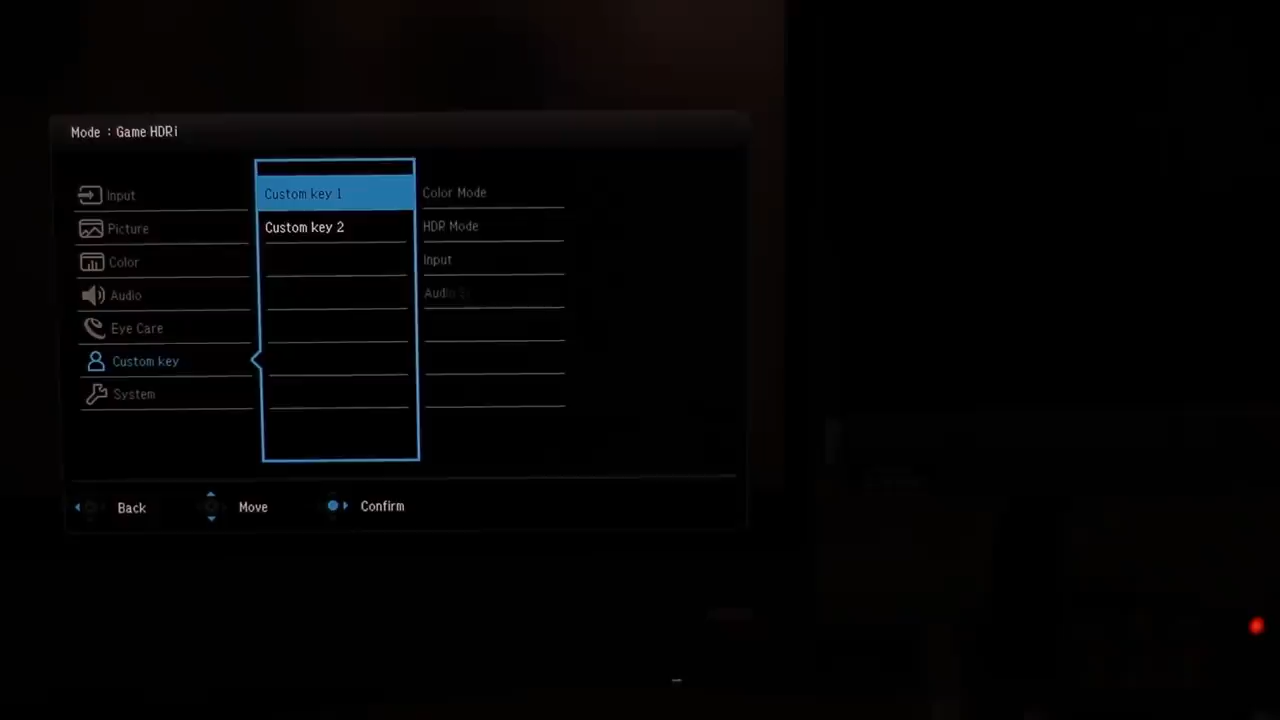 Mode : Game HDRi
Input
Picture
Color
Audio
Eye Care
Custom key
System
Custom key 1
Custom key 2
Color Mode
HDR Mode
Input
Audio
Back
Move
Confirm